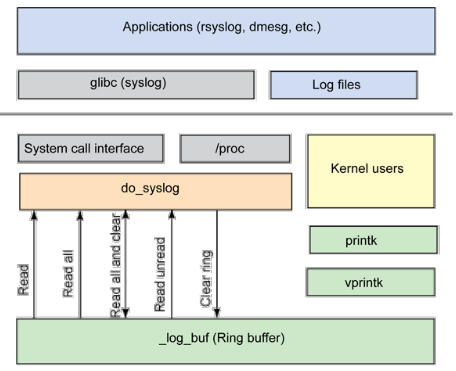 Applications (rsyslog, dmesg, etc.)
glibc (syslog)
Log files
System call interface
/proc
Kernel users
do_syslog
printk
vprintk
Read
Read all
Read all and clear
Read unread
Clear ring
_log_buf (Ring buffer)